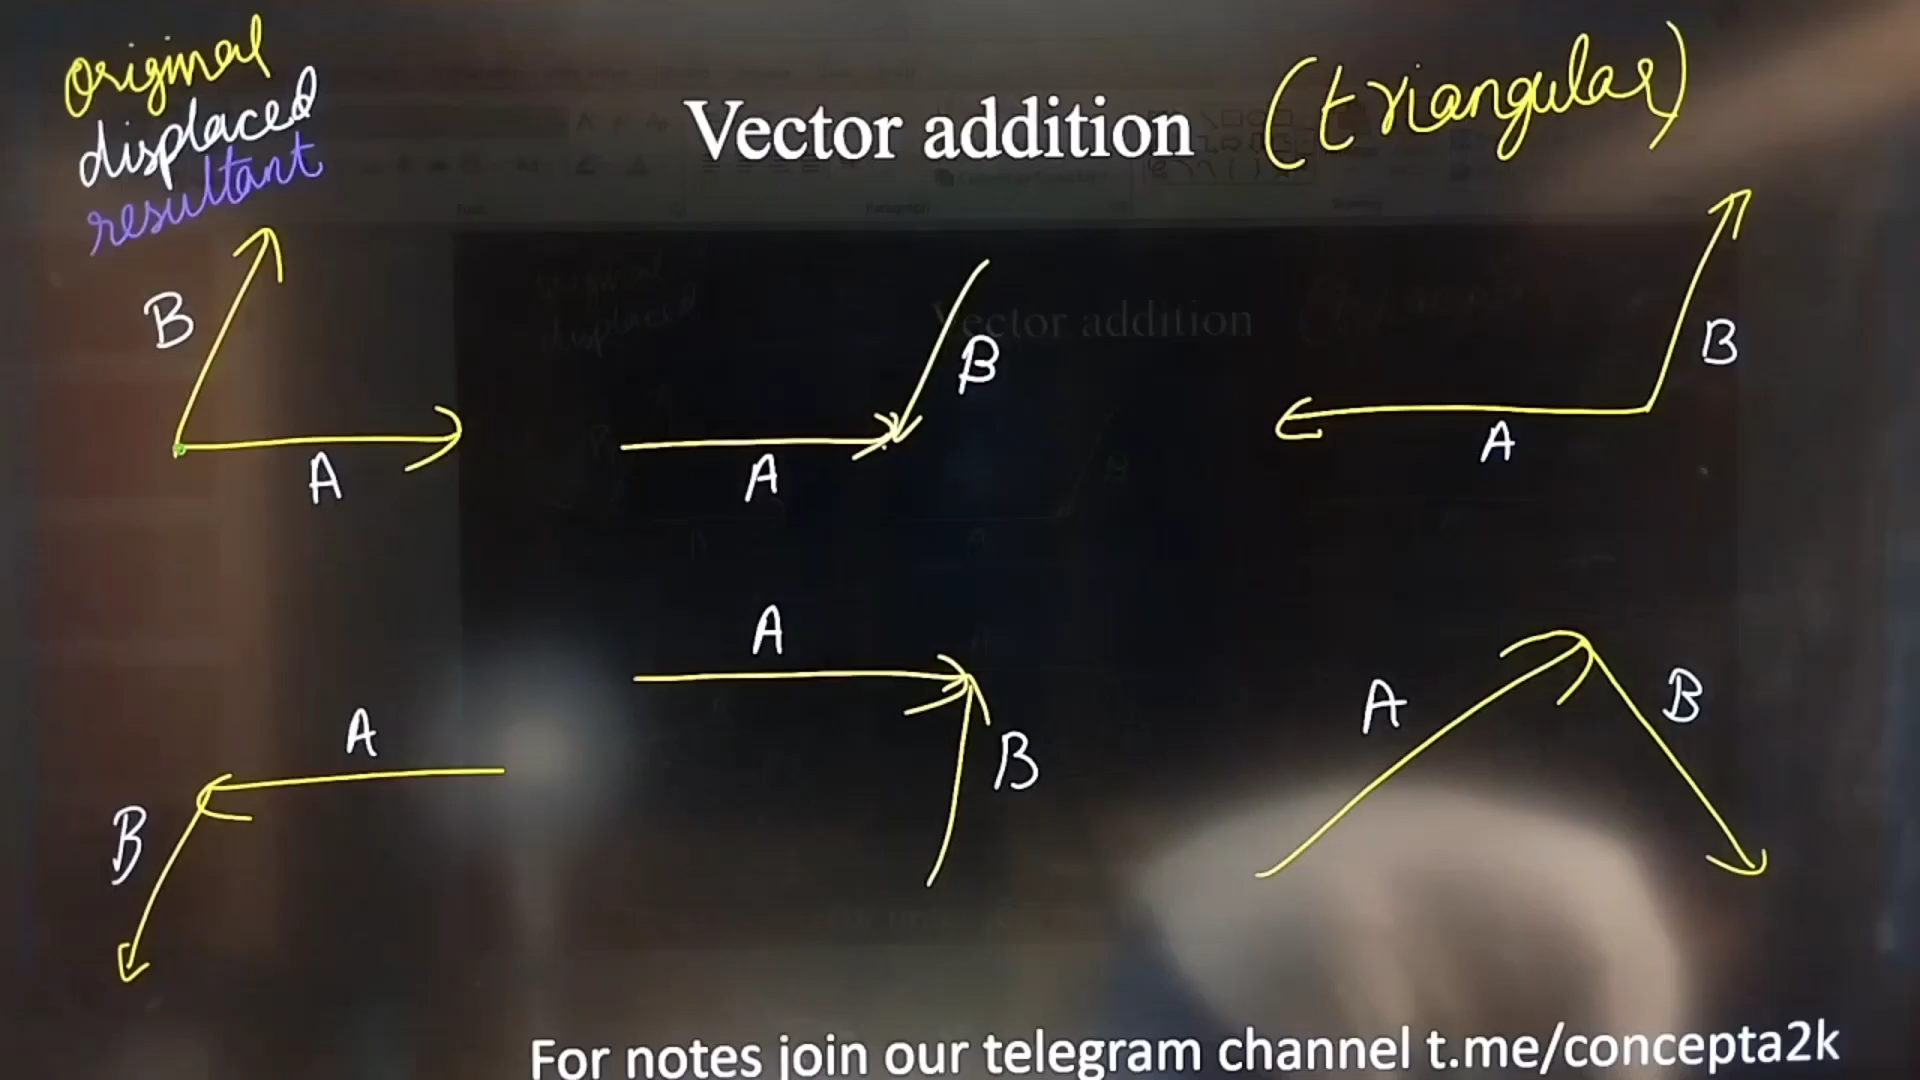 original
displaced
resultant
Vector addition (triangular)
B
A
B
A
B
A
A
B
A
B
A
B
For notes join our telegram channel t.me/concepta2k